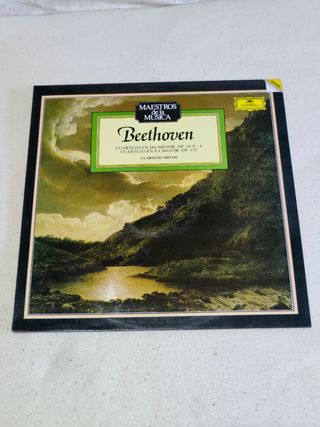 MAESTROS
de la
MUSICA
Beethoven
CUARTETO EN DO MENOR OP. 18 N.º 4
CUARTETO EN FA MAYOR OP. 135
CUARTETO MELOS